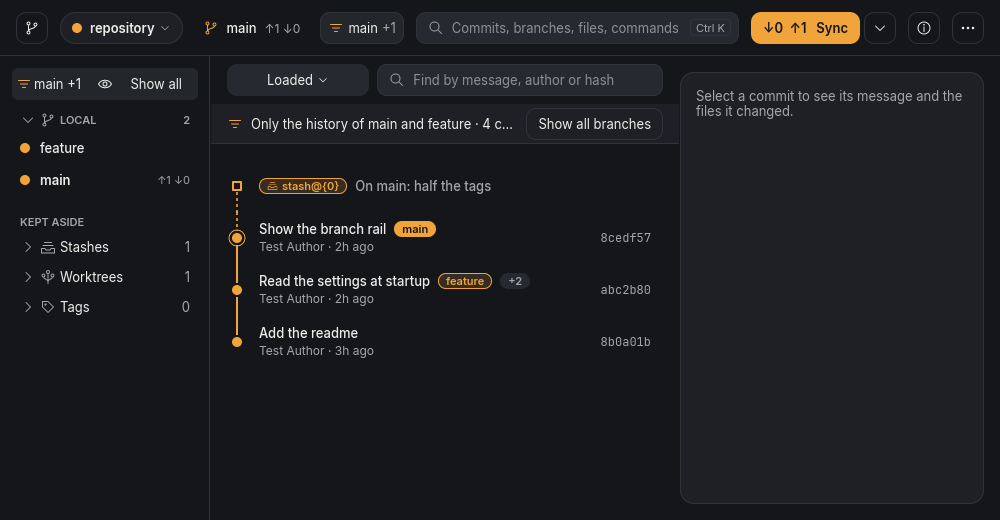 repository
main ↑1 ↓0
main +1
Commits, branches, files, commands Ctrl K
↓0 ↑1 Sync
main +1 Show all
LOCAL 2
feature
main ↑1 ↓0
KEPT ASIDE
Stashes 1
Worktrees 1
Tags 0
Loaded
Find by message, author or hash
Only the history of main and feature · 4 c...
Show all branches
stash@{0} On main: half the tags
Show the branch rail main
Test Author · 2h ago
8cedf57
Read the settings at startup feature +2
Test Author · 2h ago
abc2b80
Add the readme
Test Author · 3h ago
8b0a01b
Select a commit to see its message and the
files it changed.